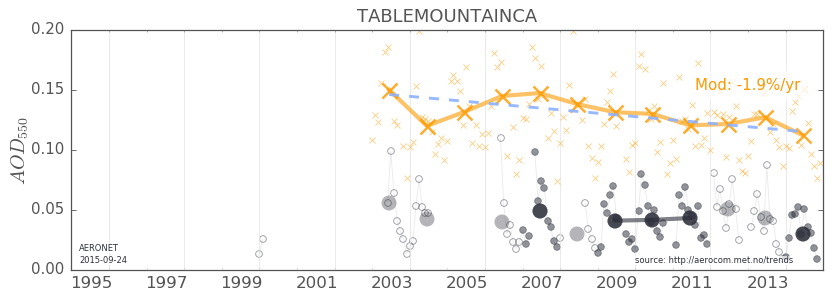 TABLEMOUNTAINCA
0.20
0.15
0.10
0.05
0.00
AOD550
Mod: -1.9%/yr
AERONET
2015-09-24
source: http://aerocom.met.no/trends
1995 1997 1999 2001 2003 2005 2007 2009 2011 2013